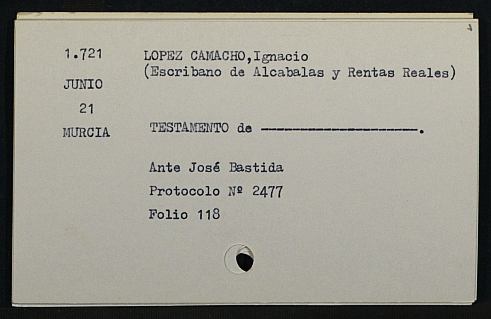 1.721 LOPEZ CAMACHO,Ignacio
(Escribano de Alcabalas y Rentas Reales)
JUNIO
21
MURCIA TESTAMENTO de --------------------.
Ante José Bastida
Protocolo Nº 2477
Folio 118